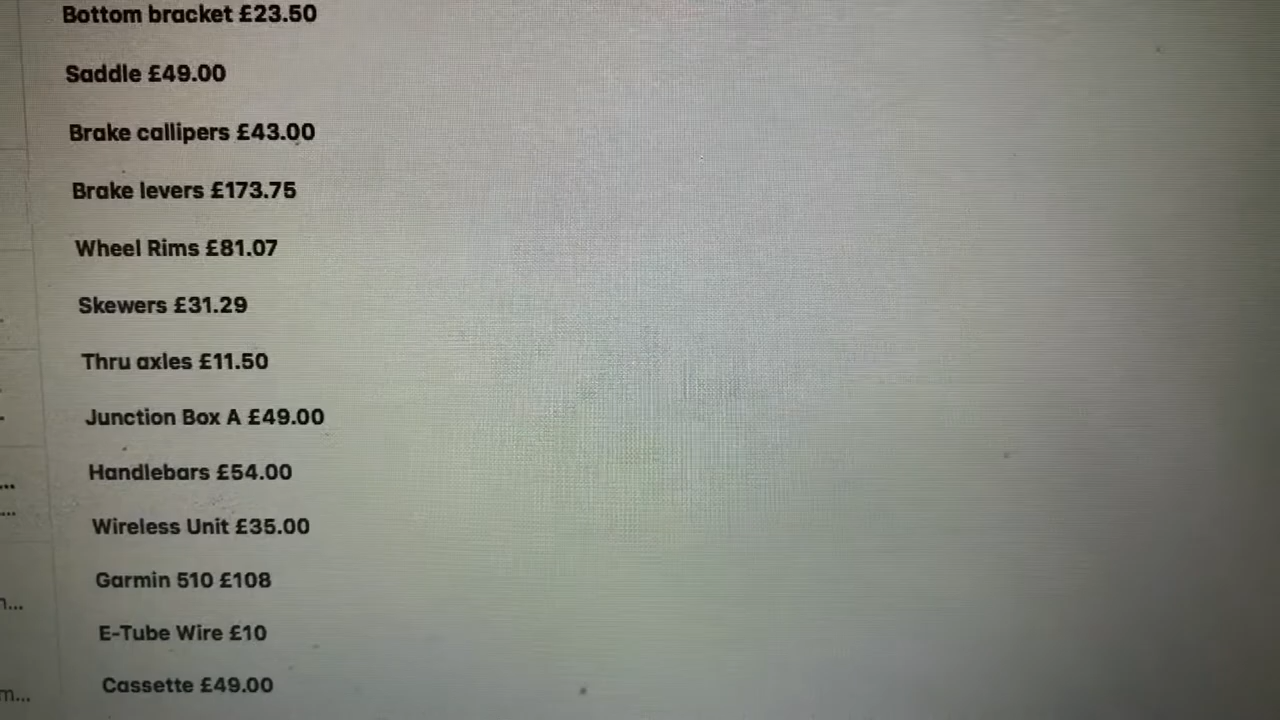 Bottom bracket £23.50
Saddle £49.00
Brake callipers £43.00
Brake levers £173.75
Wheel Rims £81.07
Skewers £31.29
Thru axles £11.50
Junction Box A £49.00
Handlebars £54.00
...
Wireless Unit £35.00
...
Garmin 510 £108
n...
E-Tube Wire £10
Cassette £49.00
m...